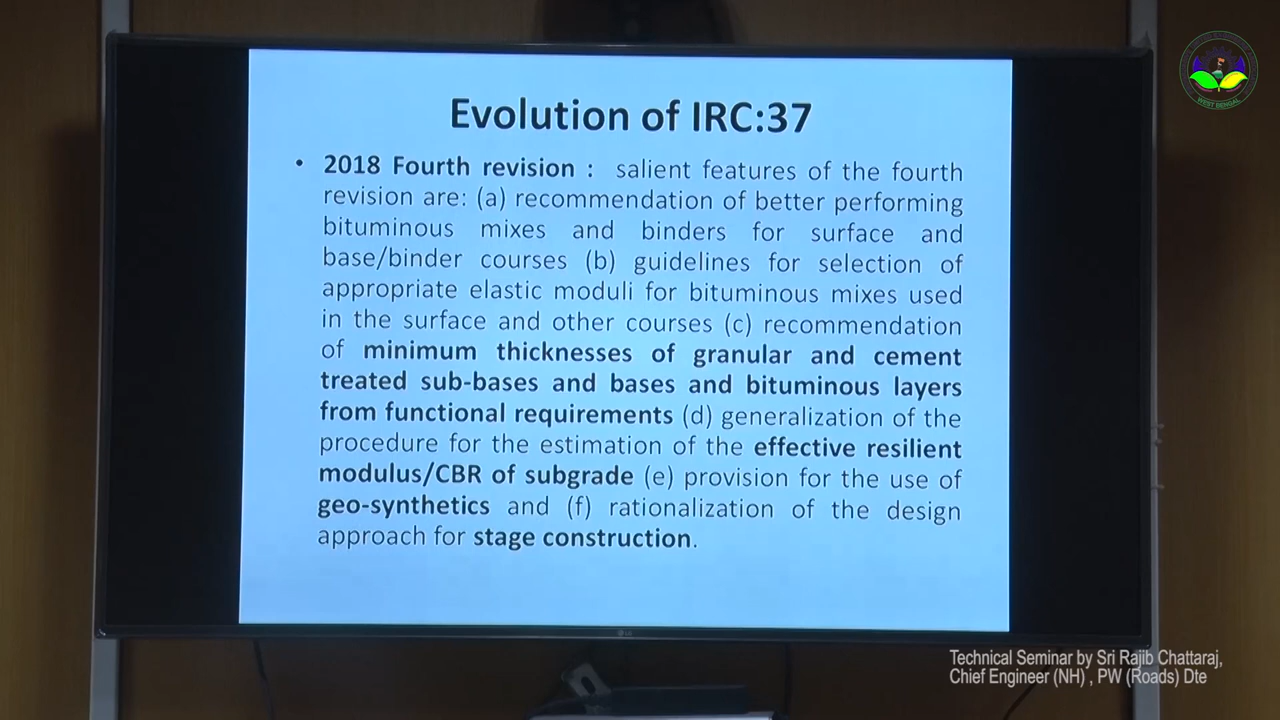 Evolution of IRC:37
• 2018 Fourth revision : salient features of the fourth
revision are: (a) recommendation of better performing
bituminous mixes and binders for surface and
base/binder courses (b) guidelines for selection of
appropriate elastic moduli for bituminous mixes used
in the surface and other courses (c) recommendation
of minimum thicknesses of granular and cement
treated sub-bases and bases and bituminous layers
from functional requirements (d) generalization of the
procedure for the estimation of the effective resilient
modulus/CBR of subgrade (e) provision for the use of
geo-synthetics and (f) rationalization of the design
approach for stage construction.
LG
WEST BENGAL
Technical Seminar by Sri Rajib Chattaraj,
Chief Engineer (NH) , PW (Roads) Dte